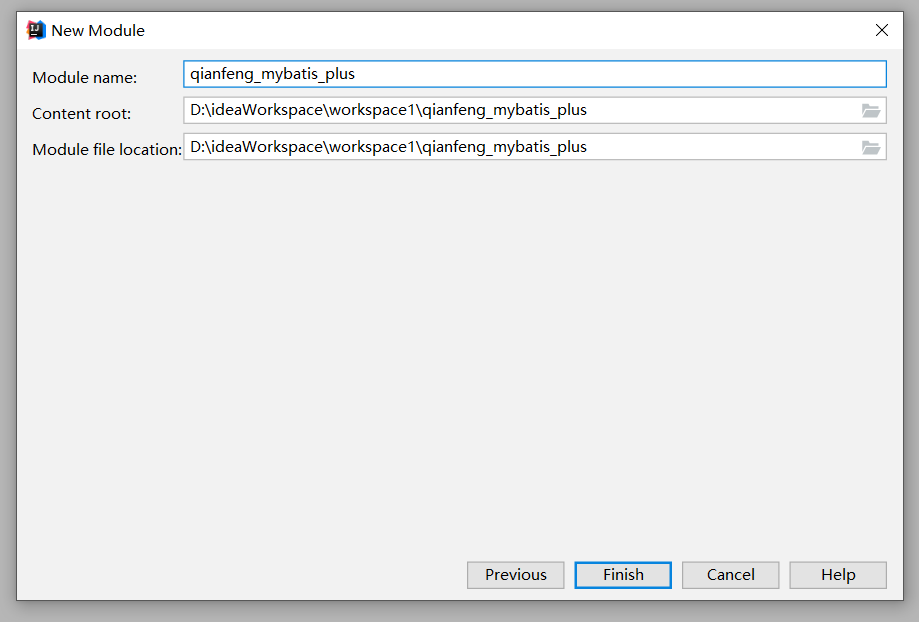 New Module
Module name: qianfeng_mybatis_plus
Content root: D:\ideaWorkspace\workspace1\qianfeng_mybatis_plus
Module file location: D:\ideaWorkspace\workspace1\qianfeng_mybatis_plus
Previous Finish Cancel Help